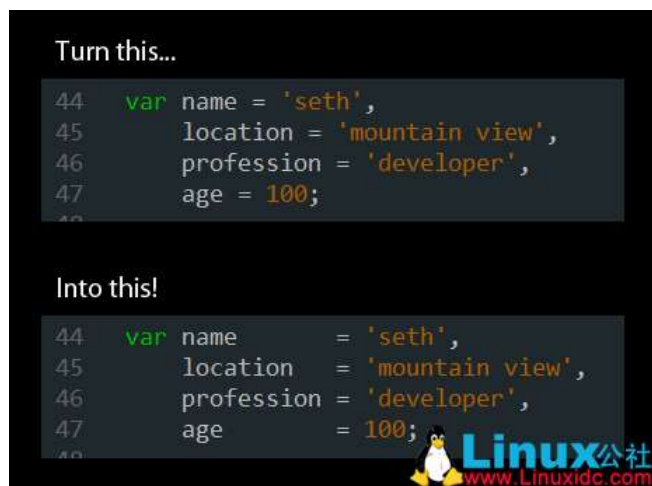 Turn this...
44 var name = 'seth',
45 location = 'mountain view',
46 profession = 'developer',
47 age = 100;
Into this!
44 var name = 'seth',
45 location = 'mountain view',
46 profession = 'developer',
47 age = 100;
Linux公社
www.Linuxidc.com